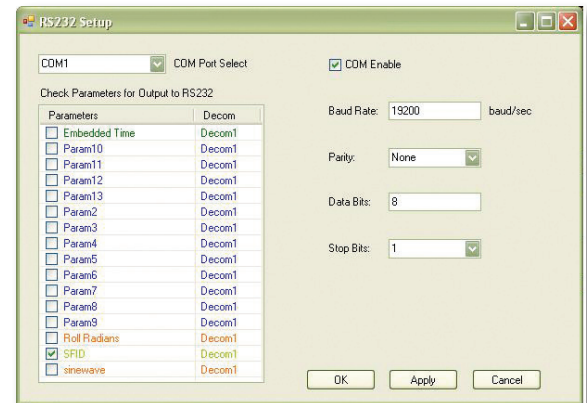 RS232 Setup
COM1 COM Port Select
COM Enable
Check Parameters for Output to RS232
Parameters Decom
Embedded Time Decom1
Param10 Decom1
Param11 Decom1
Param12 Decom1
Param13 Decom1
Param2 Decom1
Param3 Decom1
Param4 Decom1
Param5 Decom1
Param6 Decom1
Param7 Decom1
Param8 Decom1
Param9 Decom1
Roll Radians Decom1
SFID Decom1
sinewave Decom1
Baud Rate: 19200 baud/sec
Parity: None
Data Bits: 8
Stop Bits: 1
OK Apply Cancel